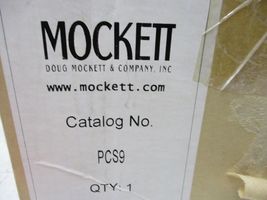 MOCKETT
DOUG MOCKETT & COMPANY, INC
www.mockett.com
Catalog No.
PCS9
QTY: 1